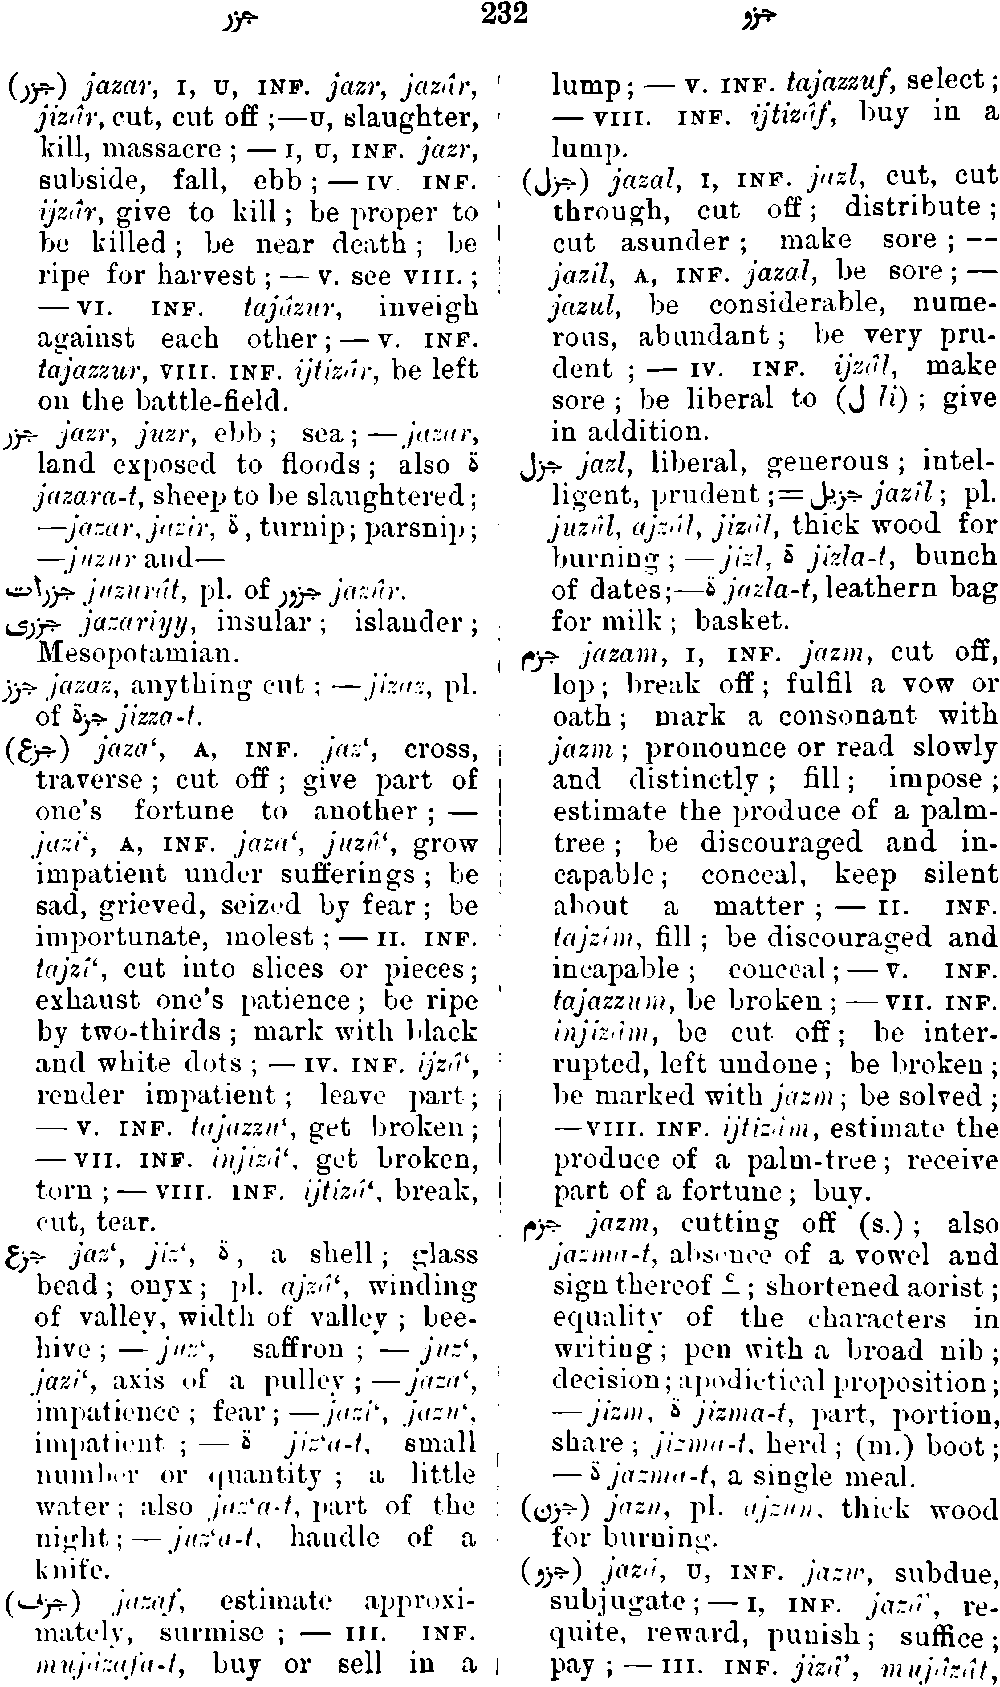 جزر
232
جزو
(جزر) jazar, I, U, INF. jazr, jazâr,
jizâr, cut, cut off ;—U, slaughter,
kill, massacre ; — I, U, INF. jazr,
subside, fall, ebb ; — IV. INF.
ijzâr, give to kill ; be proper to
be killed ; be near death ; be
ripe for harvest ; — V. see VIII. ;
— VI. INF. tajâzur, inveigh
against each other ; — V. INF.
tajazzur, VIII. INF. ijtizâr, be left
on the battle-field.
جزر jazr, juzr, ebb ; sea ; — jazar,
land exposed to floods ; also ة
jazara-t, sheep to be slaughtered ;
—jazar, jazir, ة, turnip ; parsnip ;
—juzur and—
جزرات juzurât, pl. of جزور jazûr.
جزرى jazariyy, insular ; islander ;
Mesopotamian.
جزز jazaz, anything cut ; — jizaz, pl.
of جزة jizza-t.
(جزع) jaza‘, A, INF. jaz‘, cross,
traverse ; cut off ; give part of
one's fortune to another ; —
jazi‘, A, INF. jaza‘, juzû‘, grow
impatient under sufferings ; be
sad, grieved, seized by fear ; be
importunate, molest ; — II. INF.
tajzî‘, cut into slices or pieces ;
exhaust one's patience ; be ripe
by two-thirds ; mark with black
and white dots ; — IV. INF. ijzâ‘,
render impatient ; leave part ;
— V. INF. tajazzu‘, get broken ;
— VII. INF. injizâ‘, get broken,
torn ; — VIII. INF. ijtizâ‘, break,
cut, tear.
جزع jaz‘, jiz‘, ة, a shell ; glass
bead ; onyx ; pl. ajzâ‘, winding
of valley, width of valley ; bee-
hive ; — juz‘, saffron ; — juz‘,
jazi‘, axis of a pulley ; — jaza‘,
impatience ; fear ; — jazi‘, jazu‘,
impatient ; — ة jiz‘a-t, small
number or quantity ; a little
water ; also juz‘a-t, part of the
night ; — juz‘a-t, handle of a
knife.
(جزف) jazaf, estimate approxi-
mately, surmise ; — III. INF.
mujâzafa-t, buy or sell in a
lump ; — V. INF. tajazzuf, select ;
— VIII. INF. ijtizâf, buy in a
lump.
(جزل) jazal, I, INF. jazl, cut, cut
through, cut off ; distribute ;
cut asunder ; make sore ; —
jazil, A, INF. jazal, be sore ; —
jazul, be considerable, nume-
rous, abundant ; be very pru-
dent ; — IV. INF. ijzâl, make
sore ; be liberal to (ل li) ; give
in addition.
جزل jazl, liberal, generous ; intel-
ligent, prudent ; = جزيل jazîl ; pl.
juzûl, ajzâl, jizâl, thick wood for
burning ; — jizl, ة jizla-t, bunch
of dates ;—ة jazla-t, leathern bag
for milk ; basket.
جزم jazam, I, INF. jazm, cut off,
lop ; break off ; fulfil a vow or
oath ; mark a consonant with
jazm ; pronounce or read slowly
and distinctly ; fill ; impose ;
estimate the produce of a palm-
tree ; be discouraged and in-
capable ; conceal, keep silent
about a matter ; — II. INF.
tajzîm, fill ; be discouraged and
incapable ; conceal ; — V. INF.
tajazzum, be broken ; — VII. INF.
injizâm, be cut off ; be inter-
rupted, left undone ; be broken ;
be marked with jazm ; be solved ;
—VIII. INF. ijtizâm, estimate the
produce of a palm-tree ; receive
part of a fortune ; buy.
جزم jazm, cutting off (s.) ; also
jazma-t, absence of a vowel and
sign thereof ; shortened aorist ;
equality of the characters in
writing ; pen with a broad nib ;
decision ; apodictical proposition ;
— jizm, ة jizma-t, part, portion,
share ; jizma-t, herd ; (m.) boot ;
— ة jazma-t, a single meal.
(جزن) jazn, pl. ajzun, thick wood
for burning.
(جزو) jazâ, U, INF. jazw, subdue,
subjugate ; — I, INF. jazâ', re-
quite, reward, punish ; suffice ;
pay ; — III. INF. jizâ', mujâzât,